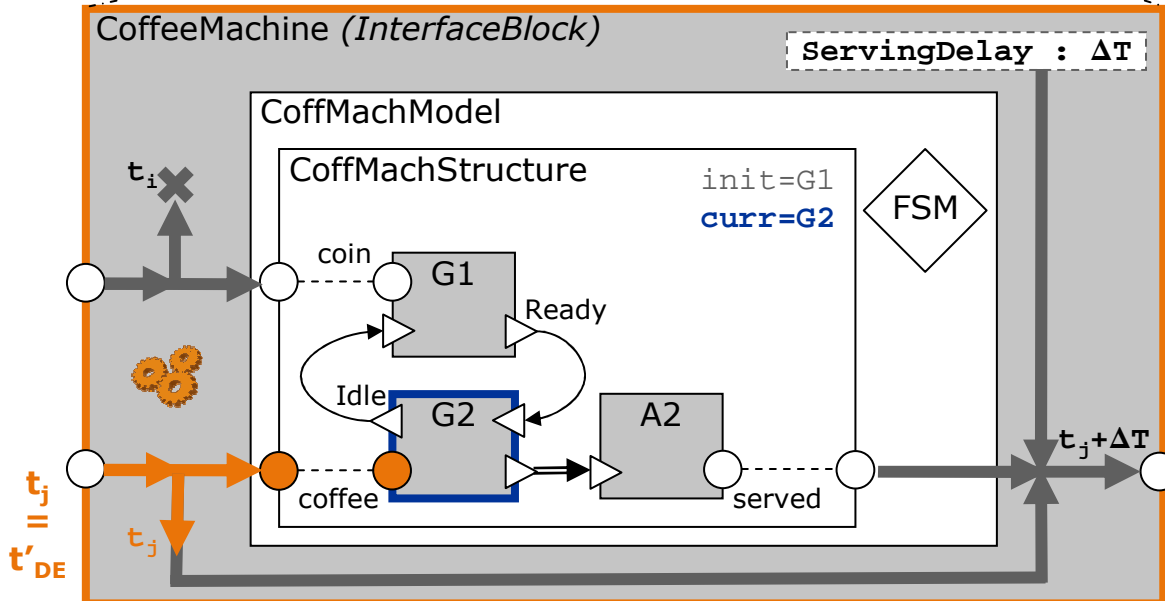 CoffeeMachine (InterfaceBlock)
ServingDelay : ΔT
CoffMachModel
CoffMachStructure
init=G1
curr=G2
FSM
tᵢ
coin
G1
Ready
Idle
G2
A2
coffee
served
tⱼ+ΔT
tⱼ
=
t′DE
tⱼ